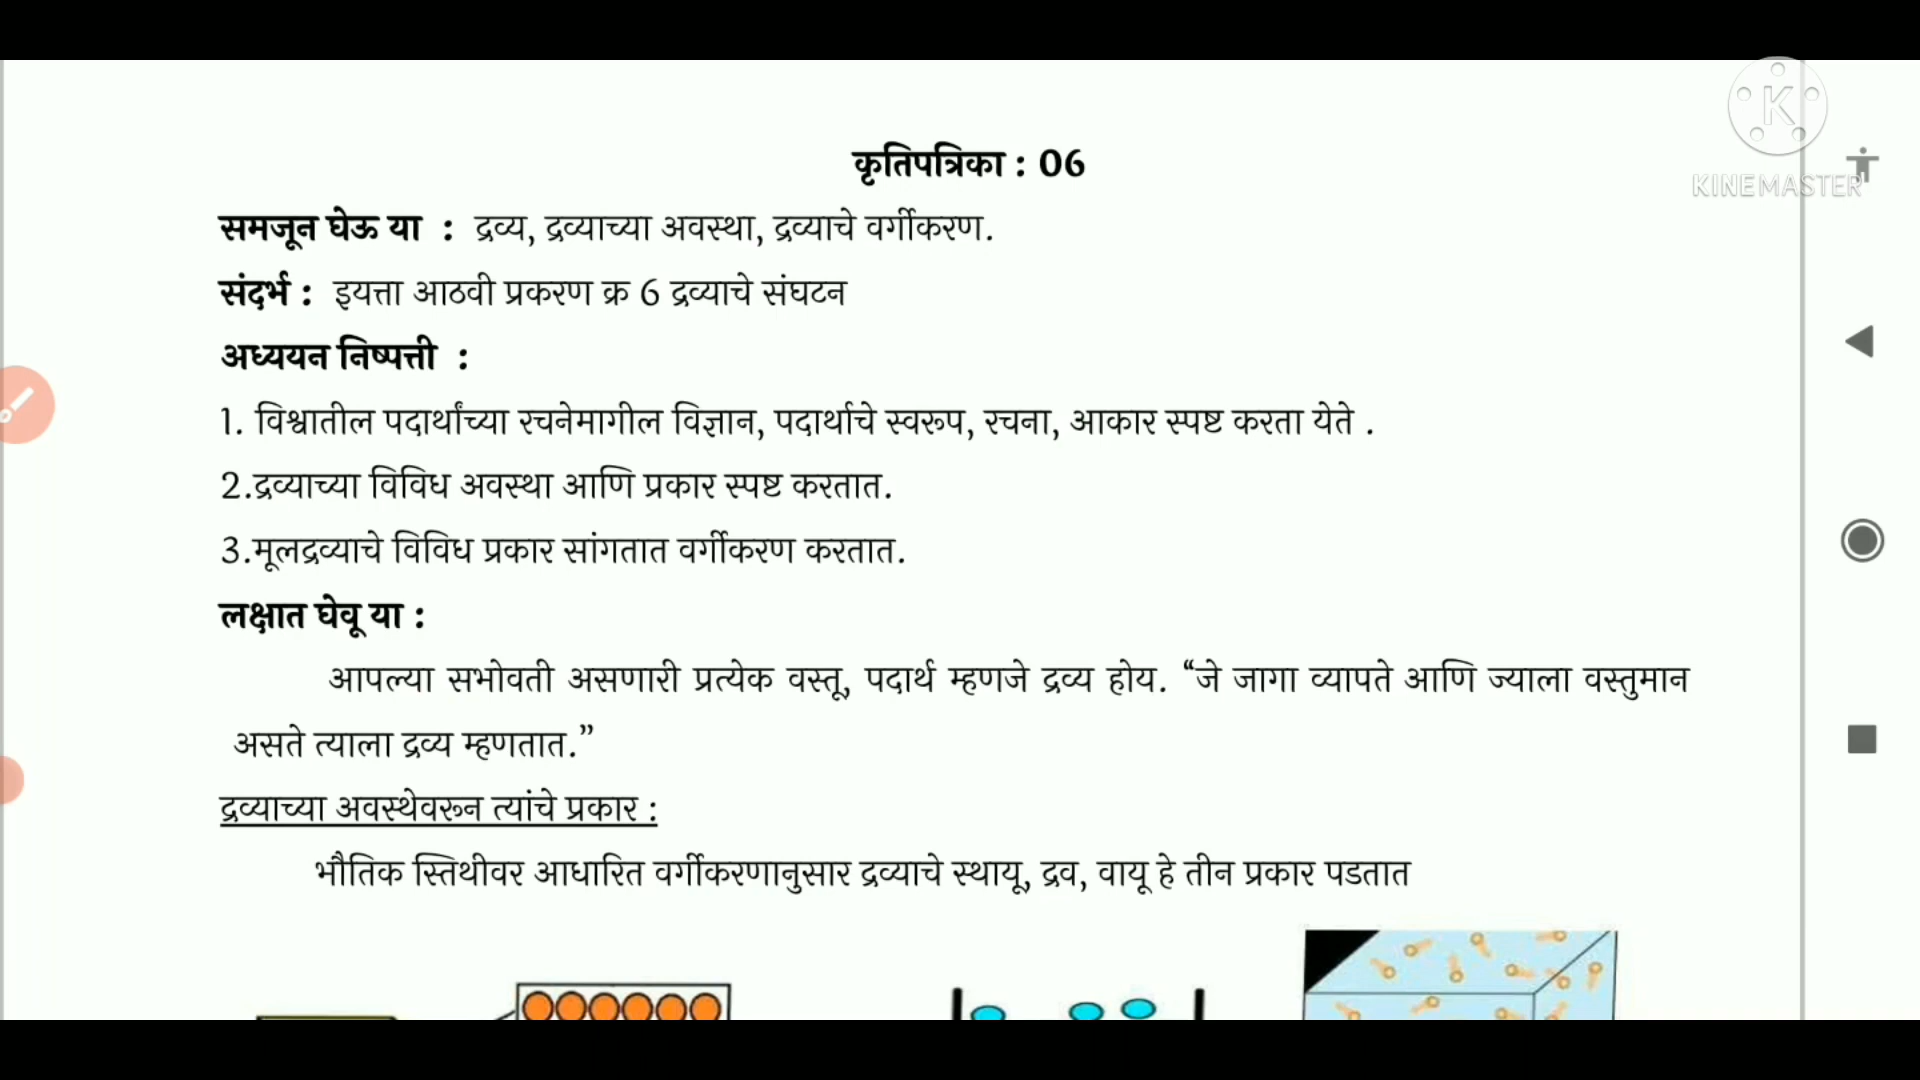 कृतिपत्रिका : 06
KINEMASTER
समजून घेऊ या : द्रव्य, द्रव्याच्या अवस्था, द्रव्याचे वर्गीकरण.
संदर्भ : इयत्ता आठवी प्रकरण क्र 6 द्रव्याचे संघटन
अध्ययन निष्पत्ती :
1. विश्वातील पदार्थांच्या रचनेमागील विज्ञान, पदार्थाचे स्वरूप, रचना, आकार स्पष्ट करता येते .
2.द्रव्याच्या विविध अवस्था आणि प्रकार स्पष्ट करतात.
3.मूलद्रव्याचे विविध प्रकार सांगतात वर्गीकरण करतात.
लक्षात घेवू या :
आपल्या सभोवती असणारी प्रत्येक वस्तू, पदार्थ म्हणजे द्रव्य होय. “जे जागा व्यापते आणि ज्याला वस्तुमान
असते त्याला द्रव्य म्हणतात.”
द्रव्याच्या अवस्थेवरून त्यांचे प्रकार :
भौतिक स्तिथीवर आधारित वर्गीकरणानुसार द्रव्याचे स्थायू, द्रव, वायू हे तीन प्रकार पडतात